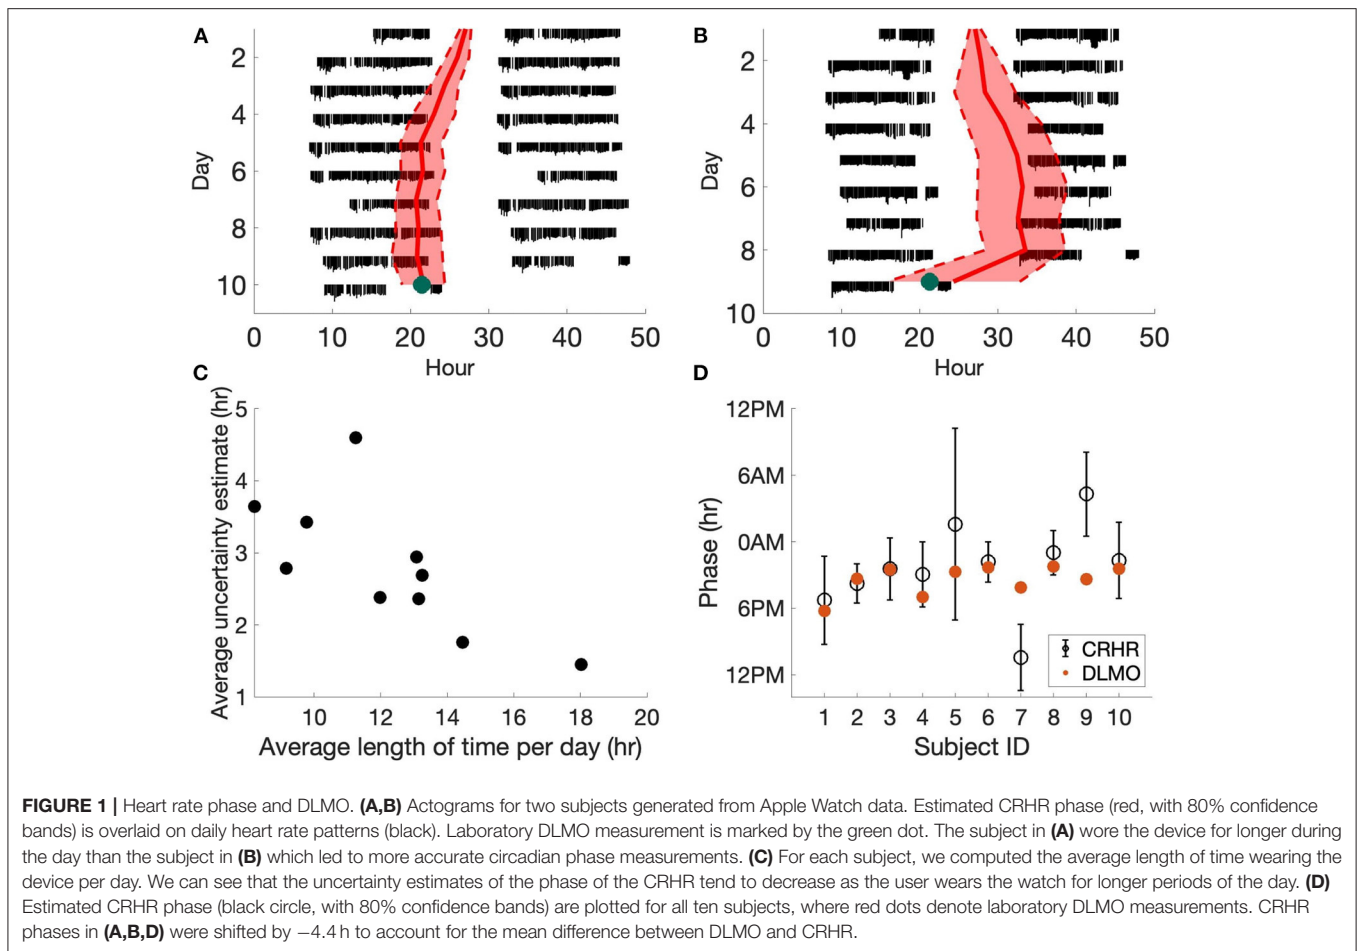 A
B
2
4
6
8
10
Day
0
10
20
30
40
50
Hour
2
4
6
8
10
Day
0
10
20
30
40
50
Hour
C
D
5
4
3
2
1
Average uncertainty estimate (hr)
10
12
14
16
18
20
Average length of time per day (hr)
12PM
6AM
0AM
6PM
12PM
Phase (hr)
CRHR
DLMO
1 2 3 4 5 6 7 8 9 10
Subject ID
FIGURE 1 | Heart rate phase and DLMO. (A,B) Actograms for two subjects generated from Apple Watch data. Estimated CRHR phase (red, with 80% confidence
bands) is overlaid on daily heart rate patterns (black). Laboratory DLMO measurement is marked by the green dot. The subject in (A) wore the device for longer during
the day than the subject in (B) which led to more accurate circadian phase measurements. (C) For each subject, we computed the average length of time wearing the
device per day. We can see that the uncertainty estimates of the phase of the CRHR tend to decrease as the user wears the watch for longer periods of the day. (D)
Estimated CRHR phase (black circle, with 80% confidence bands) are plotted for all ten subjects, where red dots denote laboratory DLMO measurements. CRHR
phases in (A,B,D) were shifted by −4.4 h to account for the mean difference between DLMO and CRHR.